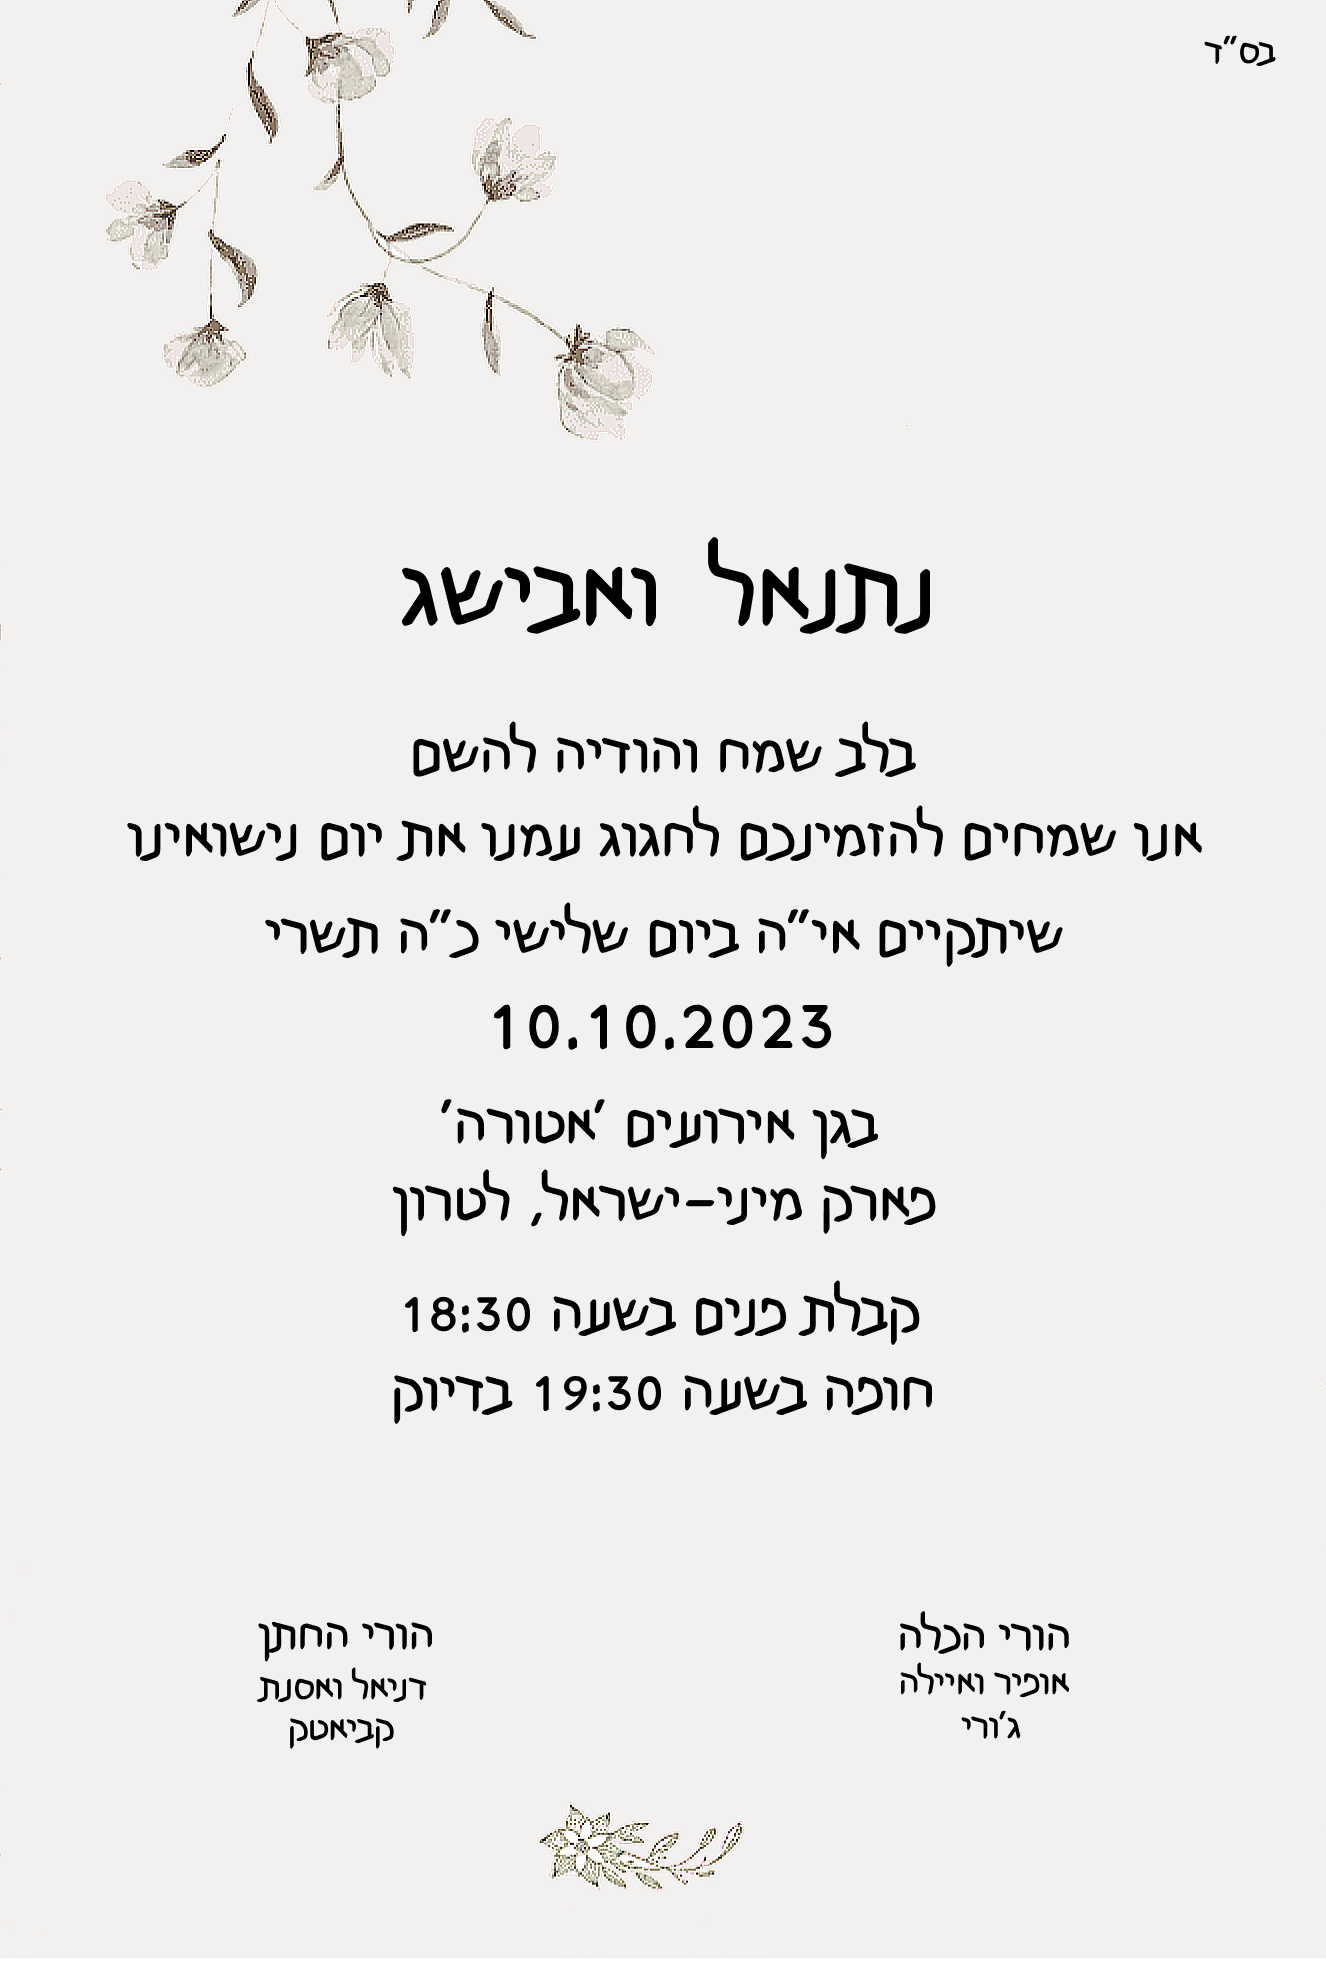 בס"ד
נתנאל ואבישג
בלב שמח והודיה להשם
אנו שמחים להזמינכם לחגוג עמנו את יום נישואינו
שיתקיים אי"ה ביום שלישי כ"ה תשרי
10.10.2023
בגן אירועים 'אטורה'
פארק מיני-ישראל, לטרון
קבלת פנים בשעה 18:30
חופה בשעה 19:30 בדיוק
הורי הכלה
אופיר ואיילה
ג'ורי
הורי החתן
דניאל ואסנת
קביאטק